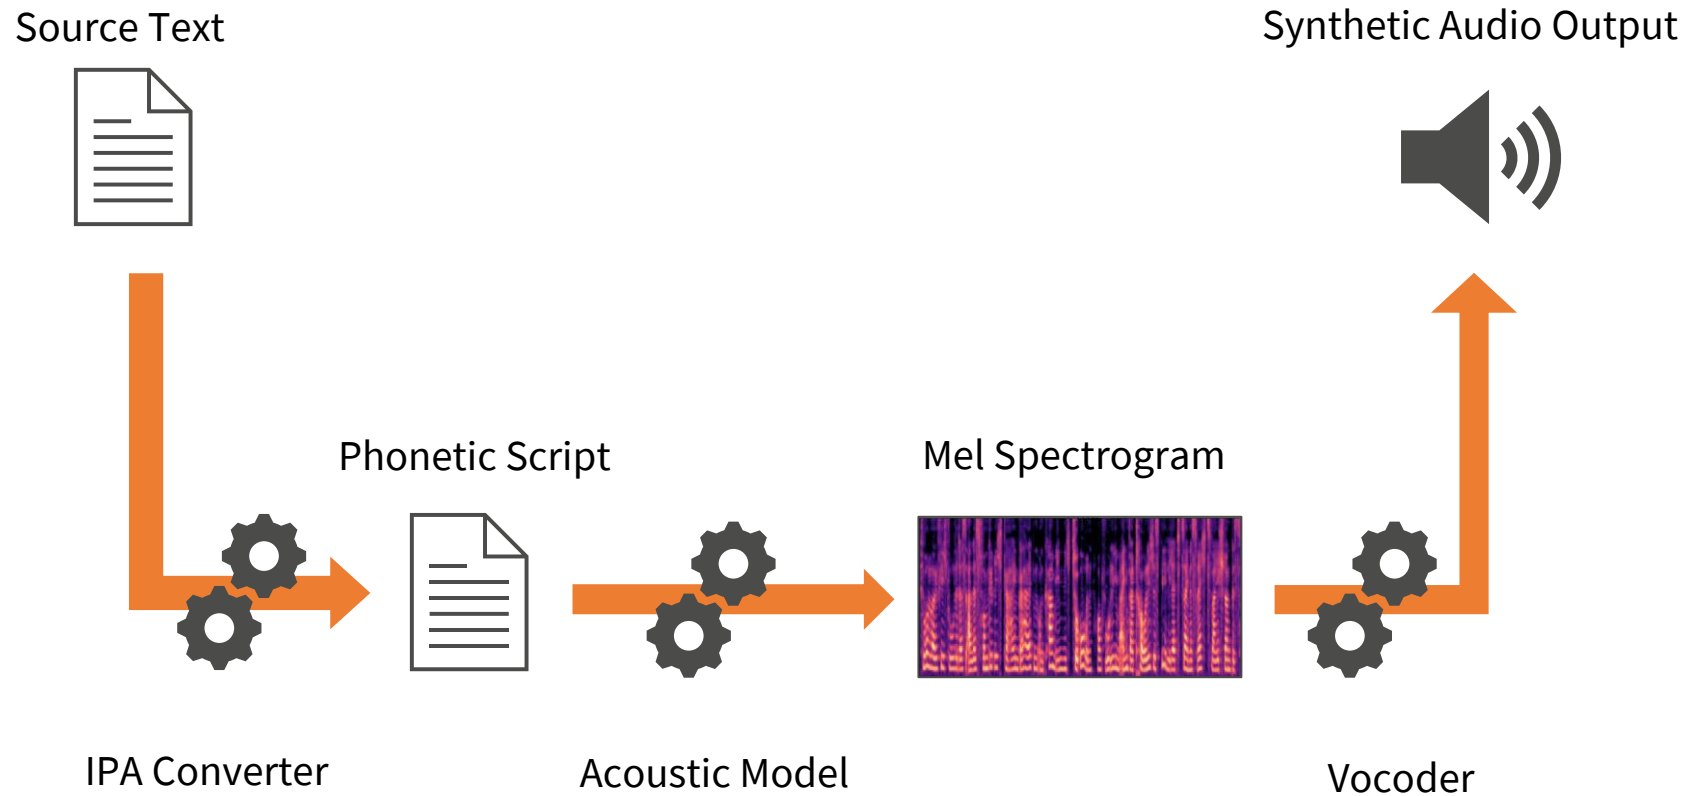 Source Text
Synthetic Audio Output
Phonetic Script
Mel Spectrogram
IPA Converter
Acoustic Model
Vocoder